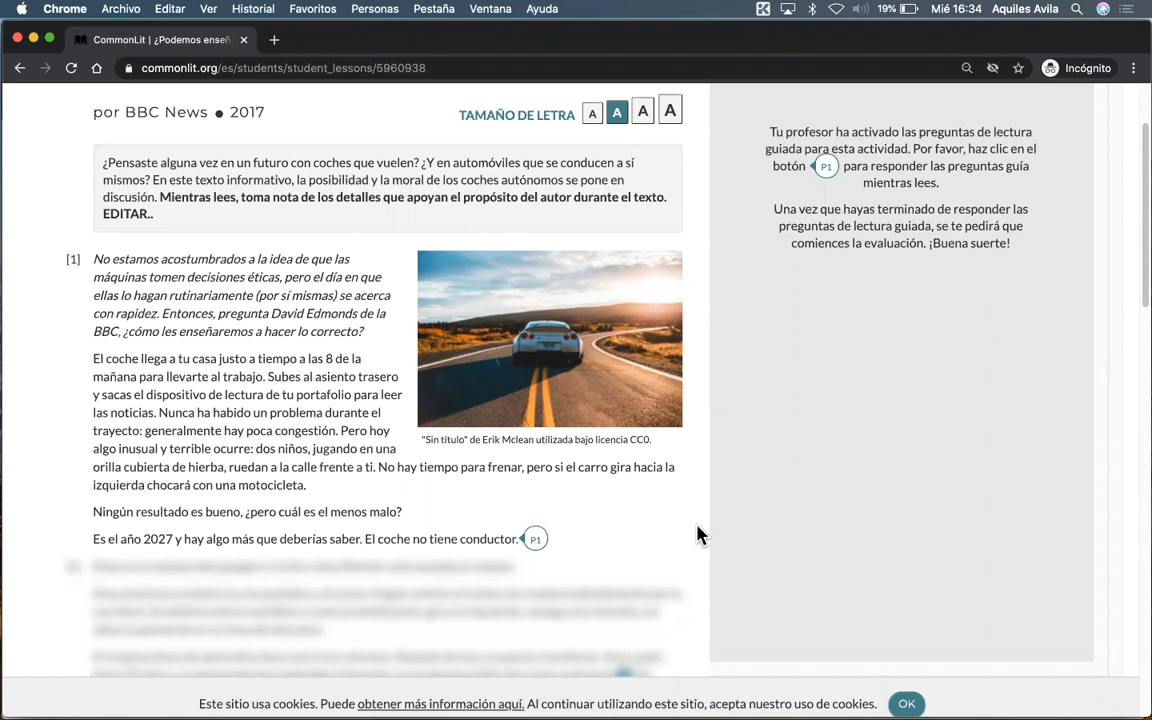 Chrome Archivo Editar Ver Historial Favoritos Personas Pestaña Ventana Ayuda 19% Mié 16:34 Aquiles Avila
CommonLit | ¿Podemos enseñ
commonlit.org/es/students/student_lessons/5960938 Incógnito
por BBC News ● 2017
TAMAÑO DE LETRA A A A A
¿Pensaste alguna vez en un futuro con coches que vuelen? ¿Y en automóviles que se conducen a sí
mismos? En este texto informativo, la posibilidad y la moral de los coches autónomos se pone en
discusión. Mientras lees, toma nota de los detalles que apoyan el propósito del autor durante el texto.
EDITAR..
[1] No estamos acostumbrados a la idea de que las
máquinas tomen decisiones éticas, pero el día en que
ellas lo hagan rutinariamente (por sí mismas) se acerca
con rapidez. Entonces, pregunta David Edmonds de la
BBC, ¿cómo les enseñaremos a hacer lo correcto?
El coche llega a tu casa justo a tiempo a las 8 de la
mañana para llevarte al trabajo. Subes al asiento trasero
y sacas el dispositivo de lectura de tu portafolio para leer
las noticias. Nunca ha habido un problema durante el
trayecto: generalmente hay poca congestión. Pero hoy
algo inusual y terrible ocurre: dos niños, jugando en una
orilla cubierta de hierba, ruedan a la calle frente a ti. No hay tiempo para frenar, pero si el carro gira hacia la
izquierda chocará con una motocicleta.
"Sin título" de Erik Mclean utilizada bajo licencia CC0.
Ningún resultado es bueno, ¿pero cuál es el menos malo?
Es el año 2027 y hay algo más que deberías saber. El coche no tiene conductor. P1
Tu profesor ha activado las preguntas de lectura
guiada para esta actividad. Por favor, haz clic en el
botón P1 para responder las preguntas guía
mientras lees.
Una vez que hayas terminado de responder las
preguntas de lectura guiada, se te pedirá que
comiences la evaluación. ¡Buena suerte!
Este sitio usa cookies. Puede obtener más información aquí. Al continuar utilizando este sitio, acepta nuestro uso de cookies. OK